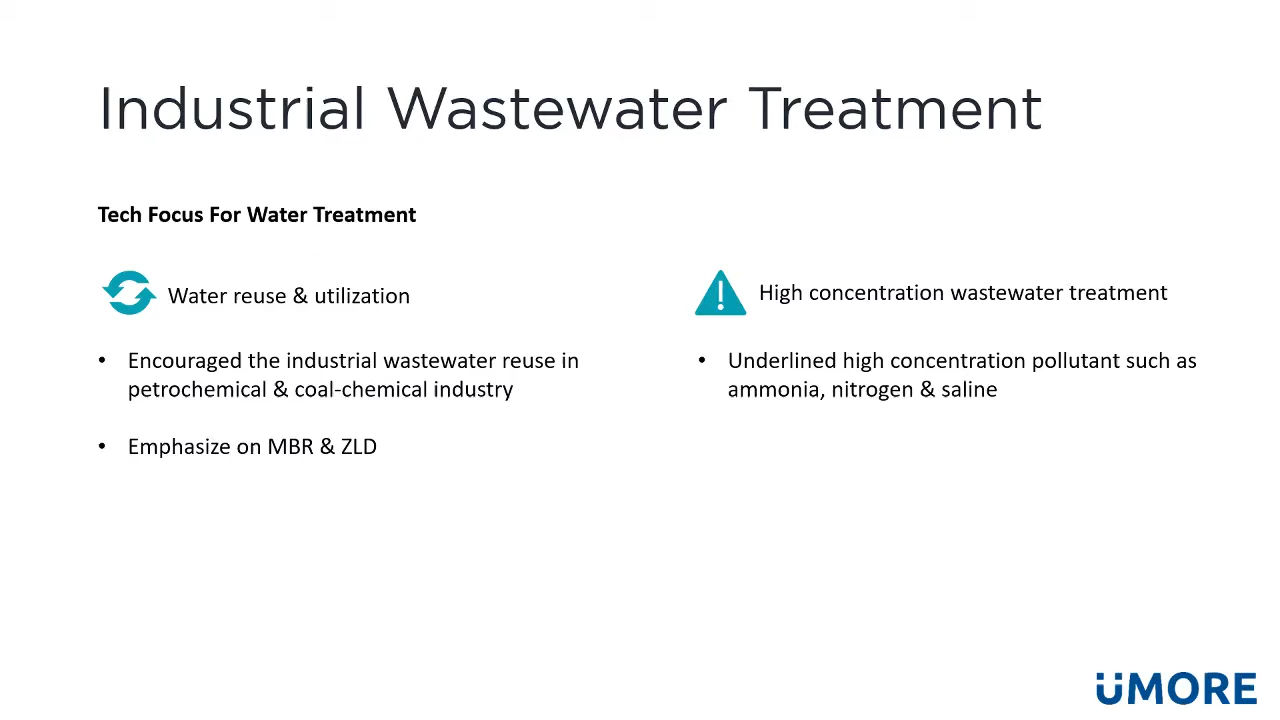 Industrial Wastewater Treatment
Tech Focus For Water Treatment
Water reuse & utilization
• Encouraged the industrial wastewater reuse in
petrochemical & coal-chemical industry
• Emphasize on MBR & ZLD
High concentration wastewater treatment
• Underlined high concentration pollutant such as
ammonia, nitrogen & saline
ÜMORE